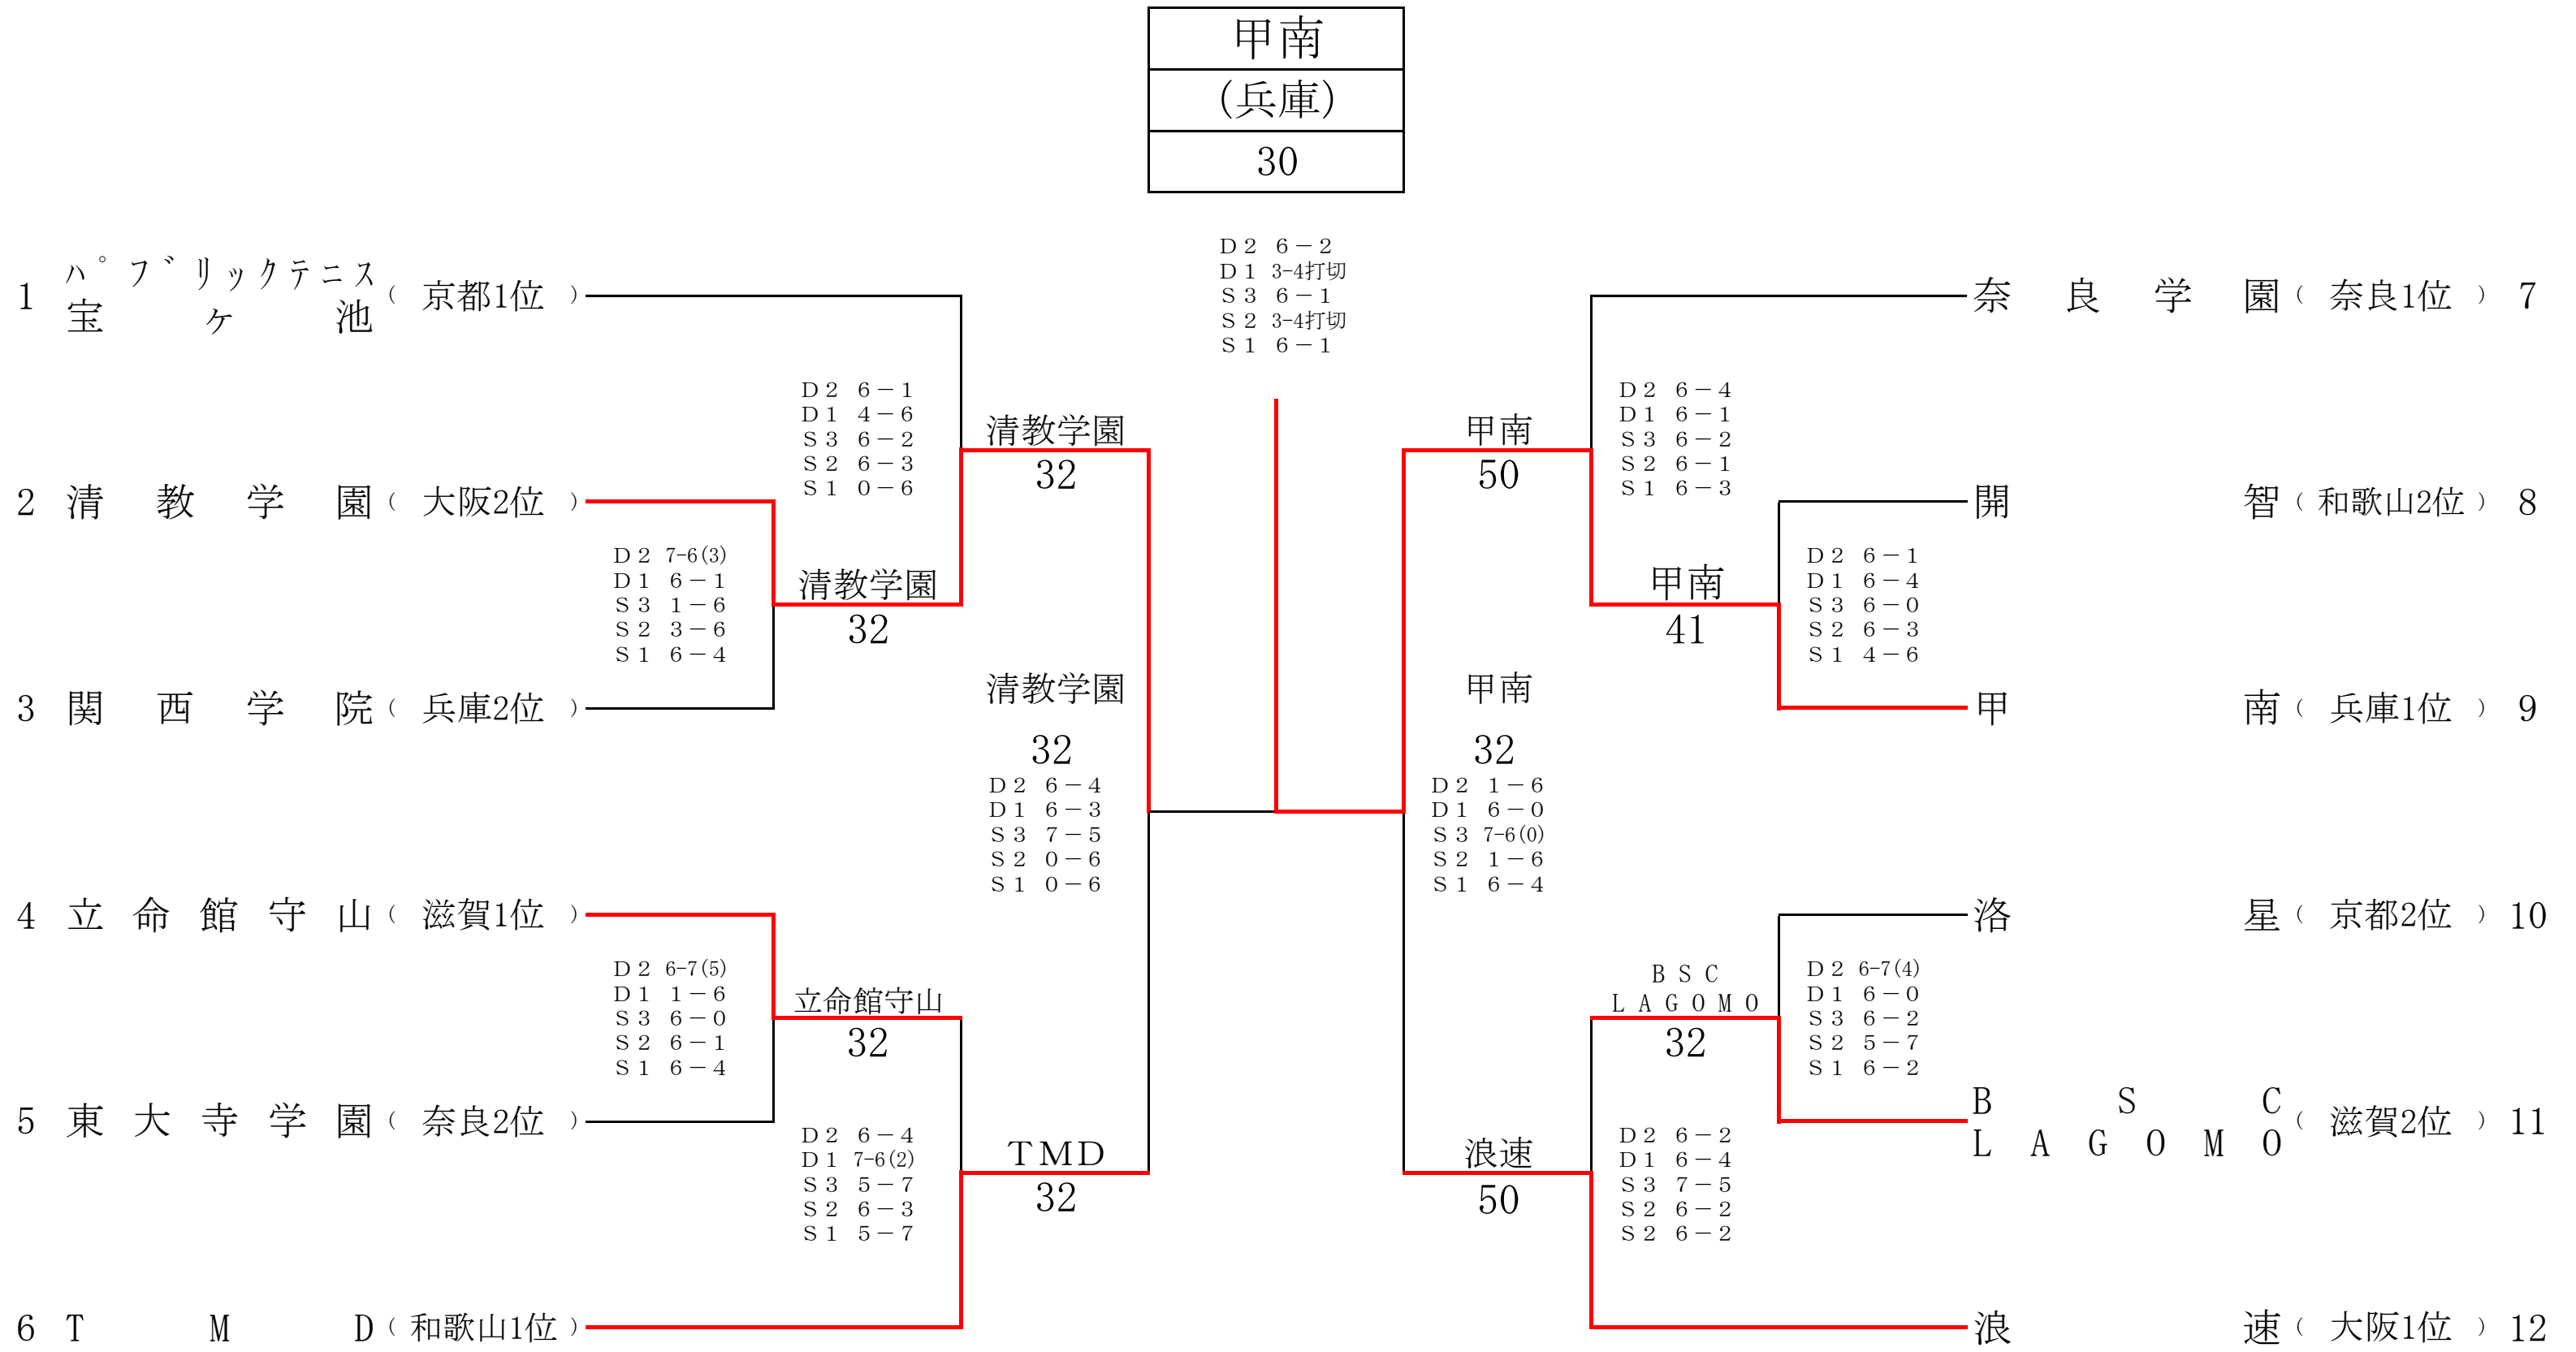 甲南
(兵庫)
30
D2 6-2
D1 3-4打切
S3 6-1
S2 3-4打切
S1 6-1
1 パブリックテニス
宝ヶ池 ( 京都1位 )
2 清教学園 ( 大阪2位 )
3 関西学院 ( 兵庫2位 )
4 立命館守山 ( 滋賀1位 )
5 東大寺学園 ( 奈良2位 )
6 TMD ( 和歌山1位 )
D2 7-6(3)
D1 6-1
S3 1-6
S2 3-6
S1 6-4
清教学園
32
D2 6-1
D1 4-6
S3 6-2
S2 6-3
S1 0-6
清教学園
32
D2 6-7(5)
D1 1-6
S3 6-0
S2 6-1
S1 6-4
立命館守山
32
D2 6-4
D1 7-6(2)
S3 5-7
S2 6-3
S1 5-7
TMD
32
清教学園
32
D2 6-4
D1 6-3
S3 7-5
S2 0-6
S1 0-6
甲南
32
D2 1-6
D1 6-0
S3 7-6(0)
S2 1-6
S1 6-4
甲南
50
D2 6-4
D1 6-1
S3 6-2
S2 6-1
S1 6-3
甲南
41
D2 6-1
D1 6-4
S3 6-0
S2 6-3
S1 4-6
BSC
LAGOMO
32
D2 6-7(4)
D1 6-0
S3 6-2
S2 5-7
S1 6-2
浪速
50
D2 6-2
D1 6-4
S3 7-5
S2 6-2
S2 6-2
奈良学園 ( 奈良1位 ) 7
開智 ( 和歌山2位 ) 8
甲南 ( 兵庫1位 ) 9
洛星 ( 京都2位 ) 10
BSC
LAGOMO ( 滋賀2位 ) 11
浪速 ( 大阪1位 ) 12